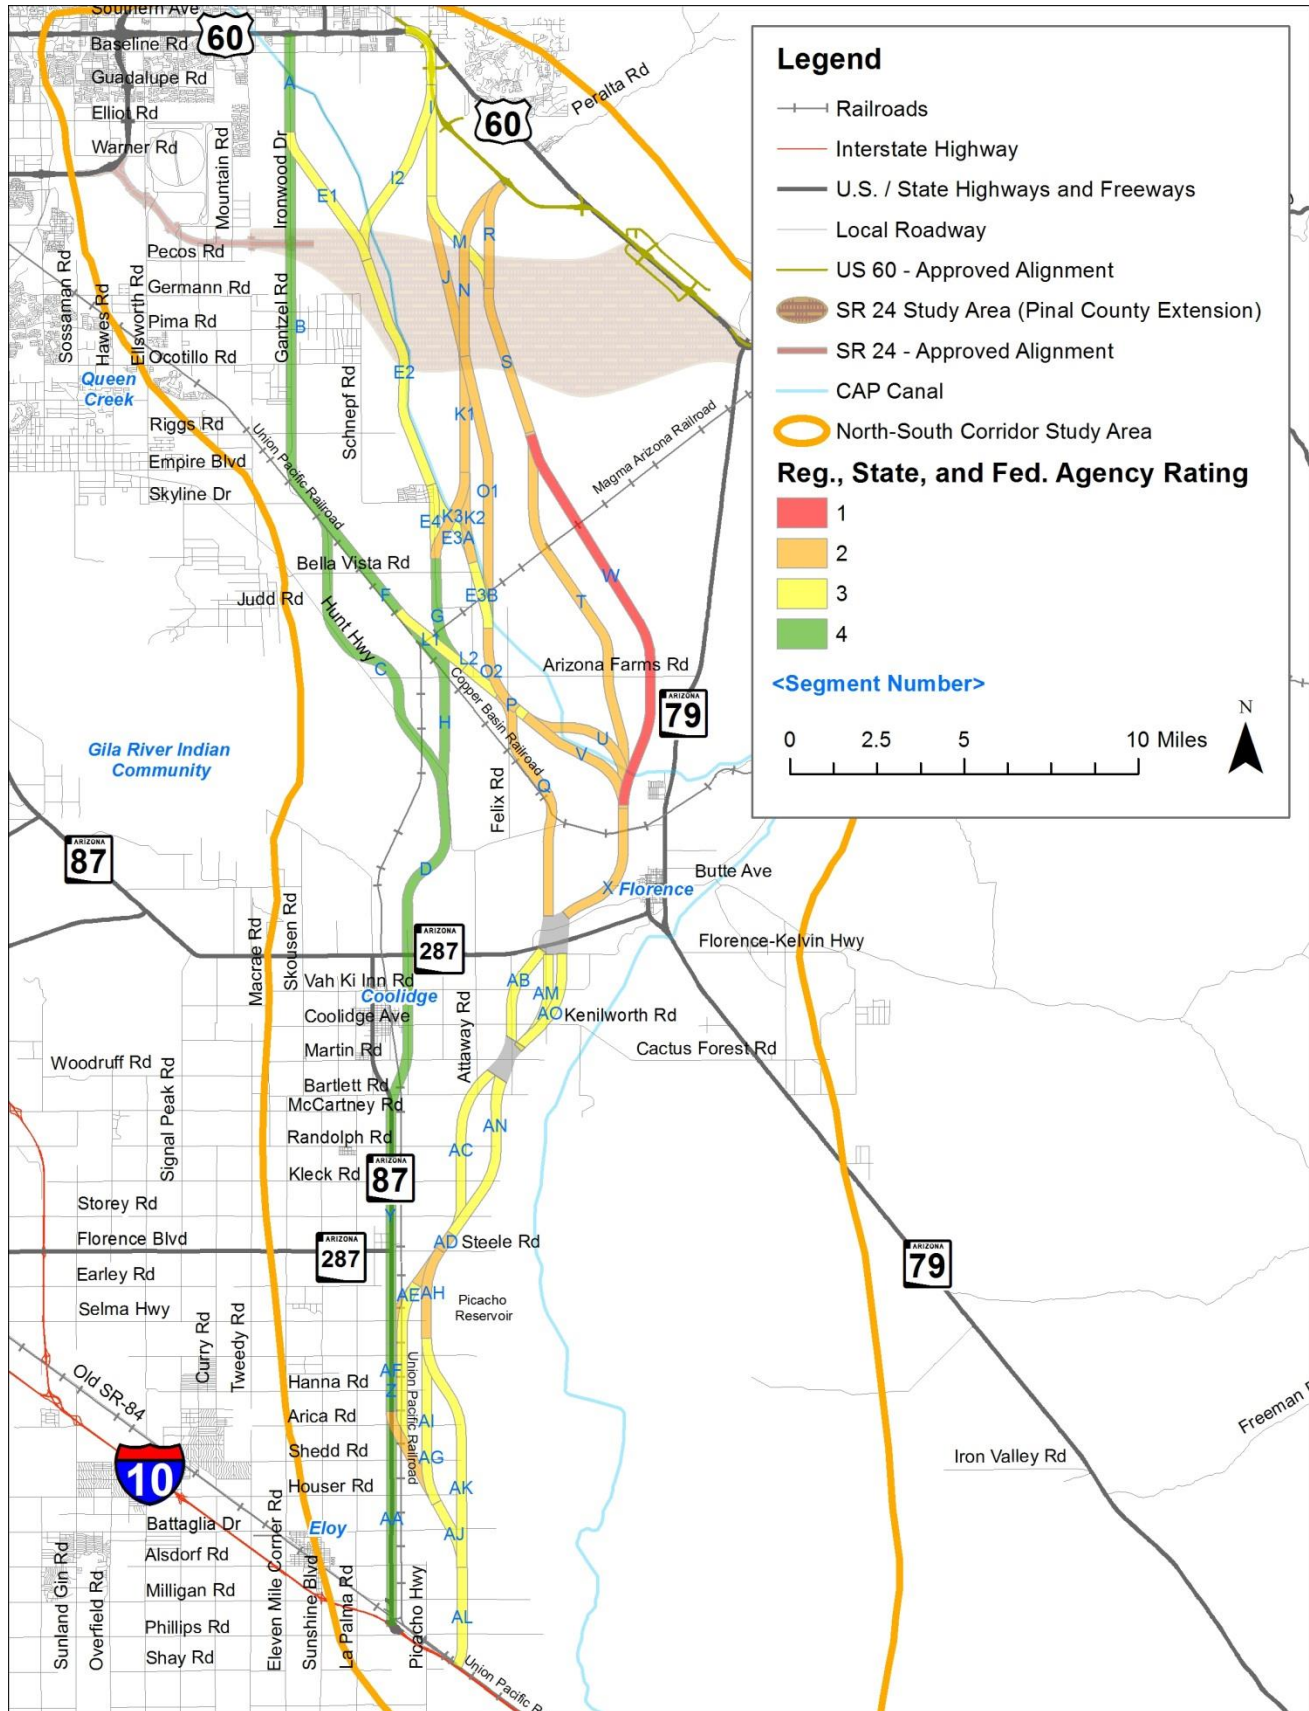 Southern Ave
Baseline Rd
60
Guadalupe Rd
Elliot Rd
Warner Rd
Mountain Rd
Ironwood Dr
Pecos Rd
Germann Rd
Pima Rd
Ocotillo Rd
Sossaman Rd
Hawes Rd
Ellsworth Rd
Gantzel Rd
Schnepf Rd
Queen
Creek
Riggs Rd
Empire Blvd
Skyline Dr
Union Pacific Railroad
Bella Vista Rd
Judd Rd
Hunt Hwy
Peralta Rd
60
Magma Arizona Railroad
Arizona Farms Rd
Copper Basin Railroad
Felix Rd
ARIZONA
79
A
B
E1
I2
I
M
R
J
N
E2
S
K1
O1
E4
K3
K2
E3A
E3B
F
G
L1
L2
O2
C
P
T
W
U
V
H
Q
D
X
Legend
Railroads
Interstate Highway
U.S. / State Highways and Freeways
Local Roadway
US 60 - Approved Alignment
SR 24 Study Area (Pinal County Extension)
SR 24 - Approved Alignment
CAP Canal
North-South Corridor Study Area
Reg., State, and Fed. Agency Rating
1
2
3
4
<Segment Number>
N
0 2.5 5 10 Miles
Gila River Indian
Community
ARIZONA
87
Florence
Butte Ave
Florence-Kelvin Hwy
Macrae Rd
Skousen Rd
ARIZONA
287
Vah Ki Inn Rd
Coolidge
Coolidge Ave
Martin Rd
Attaway Rd
AB
AM
AO
Kenilworth Rd
Cactus Forest Rd
Woodruff Rd
Signal Peak Rd
Bartlett Rd
McCartney Rd
Randolph Rd
Kleck Rd
ARIZONA
87
AN
AC
Storey Rd
Florence Blvd
Y
AD
Steele Rd
ARIZONA
287
ARIZONA
79
Earley Rd
Selma Hwy
AE
AH
Picacho
Reservoir
Curry Rd
Tweedy Rd
Old SR-84
Hanna Rd
Arica Rd
Shedd Rd
Houser Rd
AF
Z
AI
AG
AK
Union Pacific Railroad
Iron Valley Rd
Freeman
10
Battaglia Dr
Eloy
AA
AJ
Alsdorf Rd
Milligan Rd
Phillips Rd
Shay Rd
Sunland Gin Rd
Overfield Rd
Eleven Mile Corner Rd
Sunshine Blvd
La Palma Rd
Picacho Hwy
AL
Union Pacific R